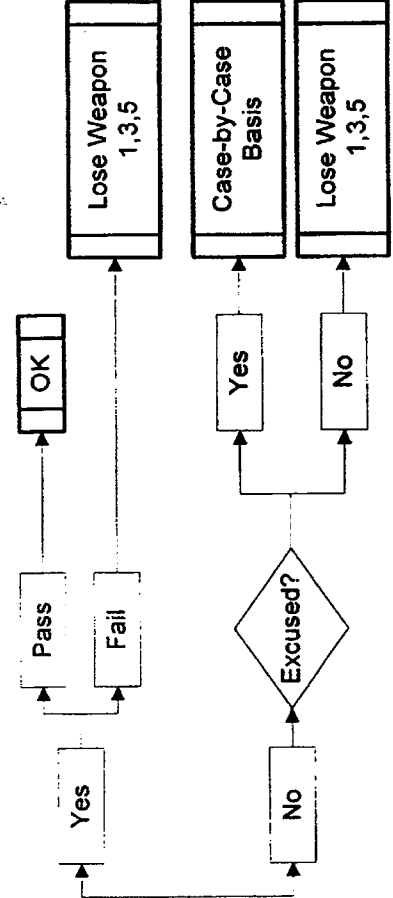 Yes
Pass
OK
Fail
Lose Weapon
1,3,5
No
Excused?
Yes
Case-by-Case
Basis
No
Lose Weapon
1,3,5